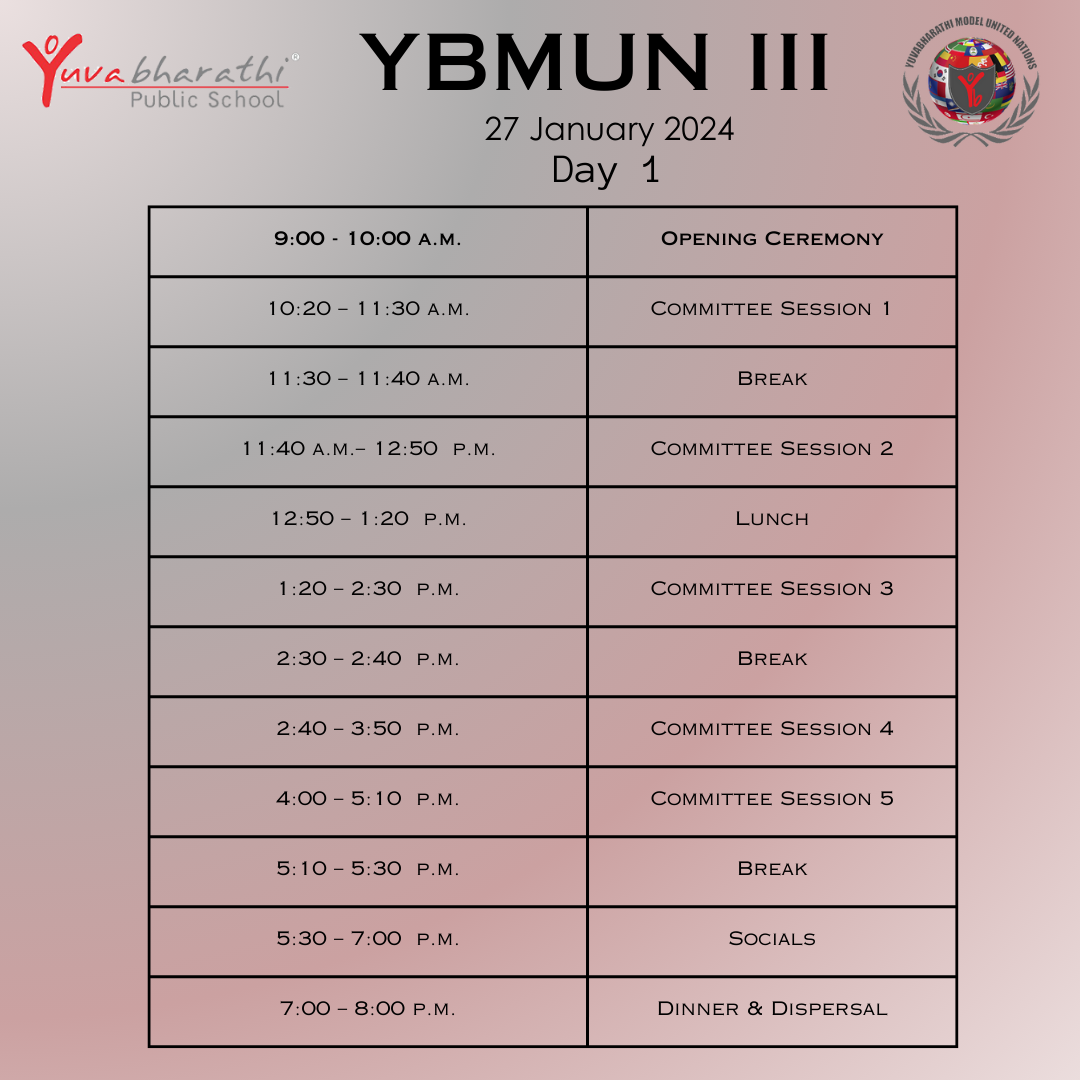 Yuvabharathi®
Public School
YBMUN III
YUVABHARATHI MODEL UNITED NATIONS
Yb
27 January 2024
Day 1
9:00 - 10:00 A.M. Opening Ceremony
10:20 – 11:30 A.M. Committee Session 1
11:30 – 11:40 A.M. Break
11:40 A.M.– 12:50 P.M. Committee Session 2
12:50 – 1:20 P.M. Lunch
1:20 – 2:30 P.M. Committee Session 3
2:30 – 2:40 P.M. Break
2:40 – 3:50 P.M. Committee Session 4
4:00 – 5:10 P.M. Committee Session 5
5:10 – 5:30 P.M. Break
5:30 – 7:00 P.M. Socials
7:00 – 8:00 P.M. Dinner & Dispersal